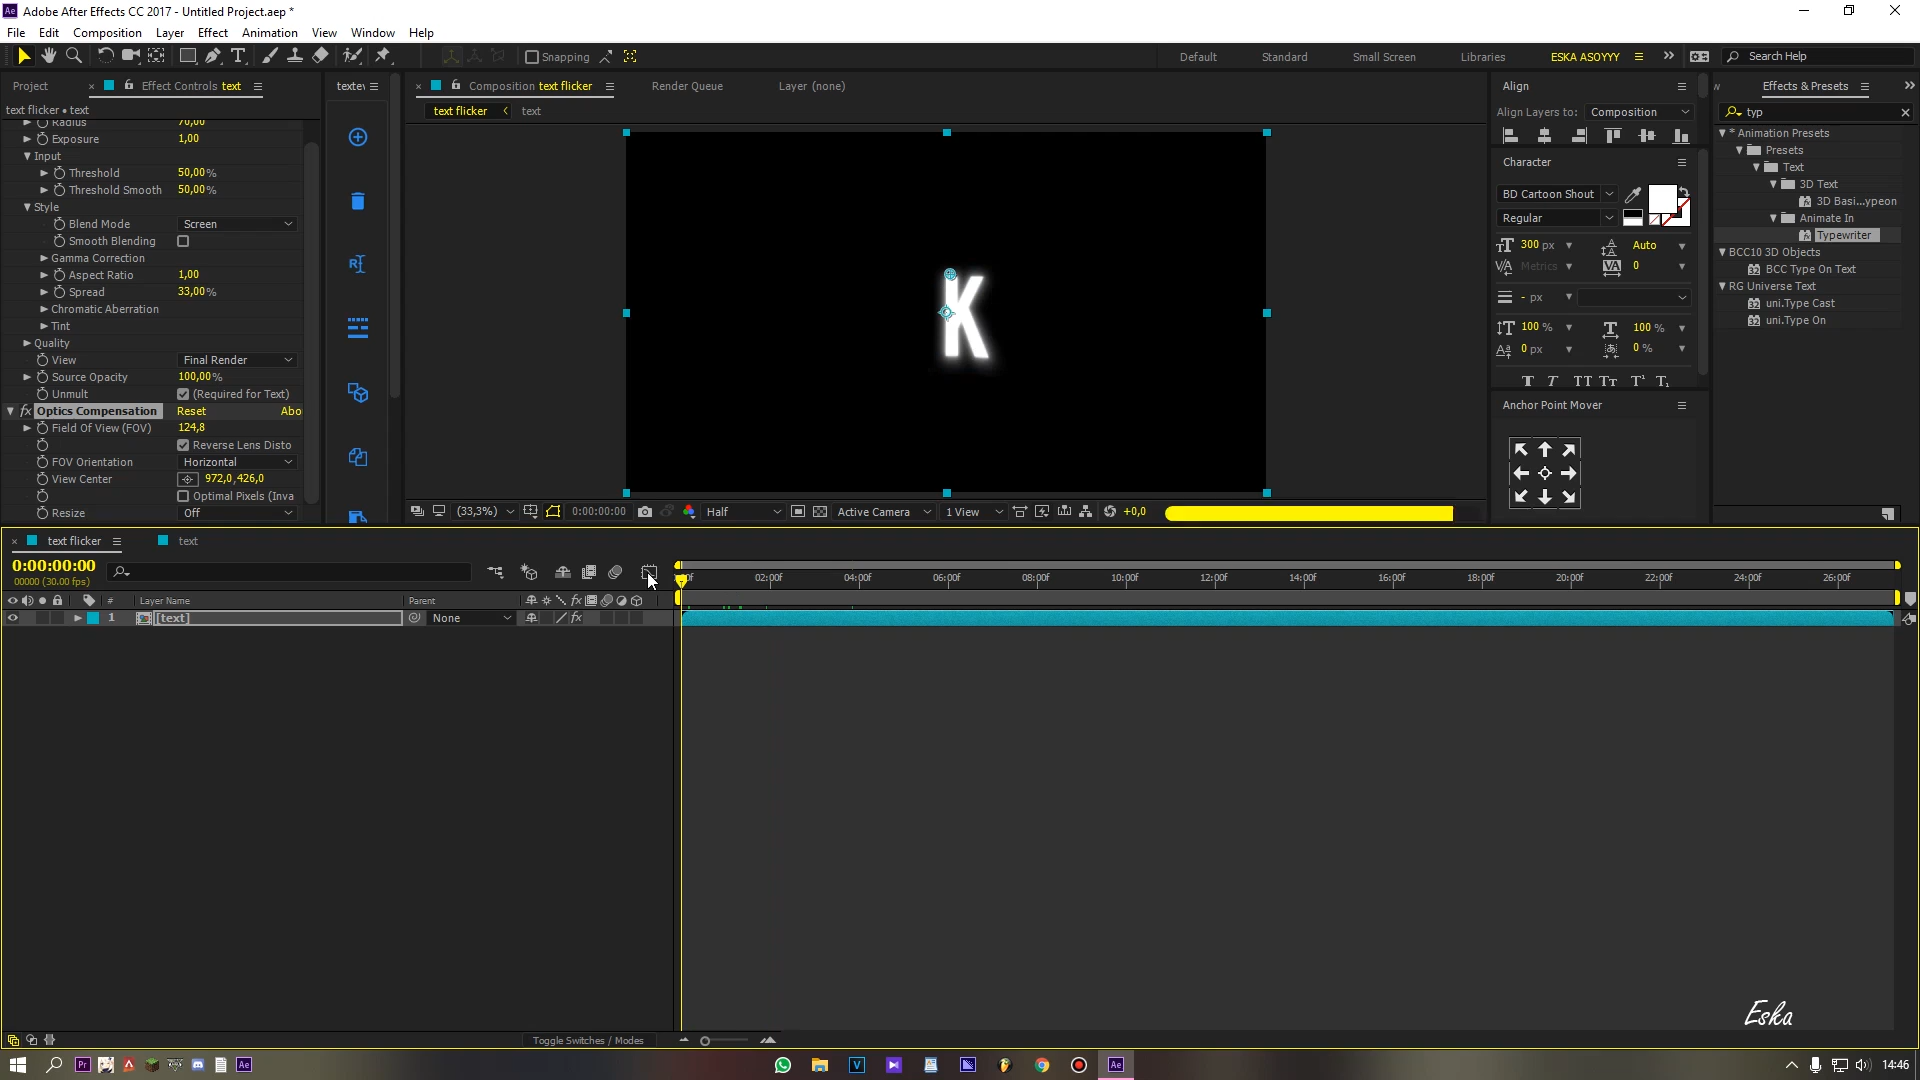 Adobe After Effects CC 2017 - Untitled Project.aep *
File Edit Composition Layer Effect Animation View Window Help
Snapping
Default Standard Small Screen Libraries ESKA ASOYYY Search Help
Project Effect Controls text
text flicker • text
Radius 70,00
Exposure 1,00
Input
Threshold 50,00%
Threshold Smooth 50,00%
Style
Blend Mode Screen
Smooth Blending
Gamma Correction
Aspect Ratio 1,00
Spread 33,00%
Chromatic Aberration
Tint
Quality
View Final Render
Source Opacity 100,00%
Unmult (Required for Text)
fx Optics Compensation Reset Abo
Field Of View (FOV) 124,8
Reverse Lens Disto
FOV Orientation Horizontal
View Center 972,0,426,0
Optimal Pixels (Inva
Resize Off
textev
Composition text flicker Render Queue Layer (none)
text flicker text
K
(33,3%) 0:00:00:00 Half Active Camera 1 View +0,0
Align
Align Layers to: Composition
Character
BD Cartoon Shout
Regular
300 px Auto
Metrics 0
- px
100 % 100 %
0 px 0 %
Anchor Point Mover
Effects & Presets
typ
* Animation Presets
Presets
Text
3D Text
3D Basi...ypeon
Animate In
Typewriter
BCC10 3D Objects
BCC Type On Text
RG Universe Text
uni.Type Cast
uni.Type On
text flicker text
0:00:00:00
00000 (30.00 fps)
02:00f 04:00f 06:00f 08:00f 10:00f 12:00f 14:00f 16:00f 18:00f 20:00f 22:00f 24:00f 26:00f
# Layer Name Parent
1 [text] None
Toggle Switches / Modes
Eska
14:46